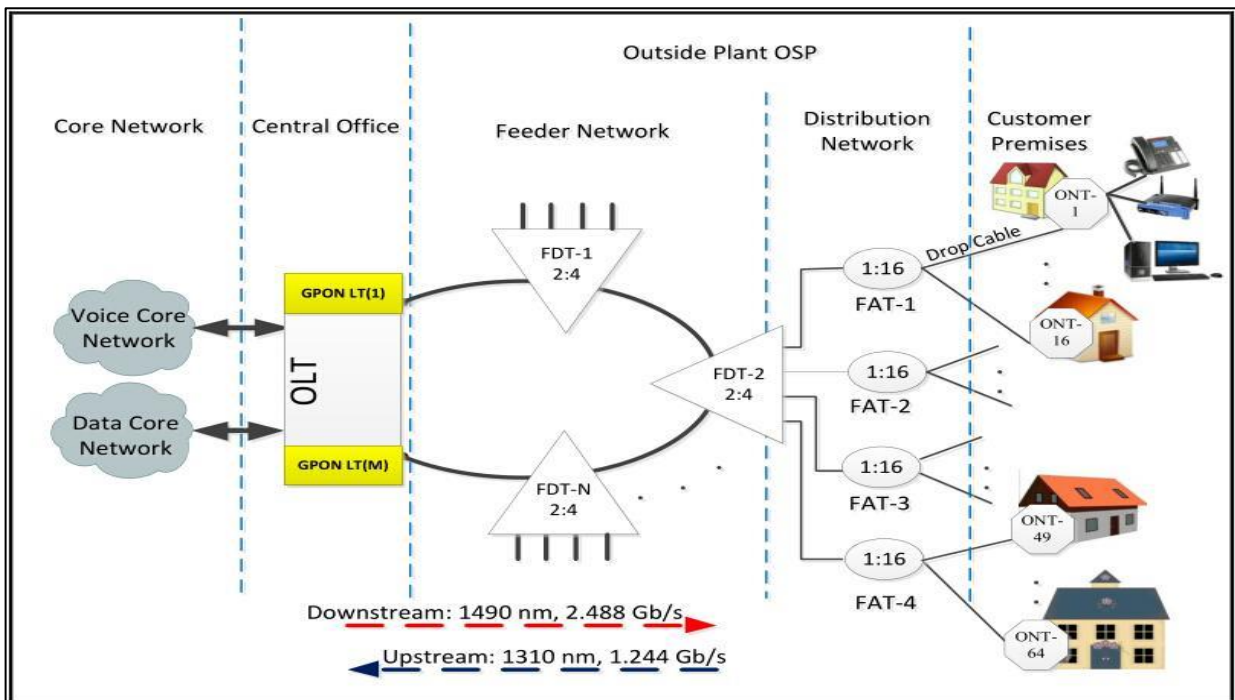 Outside Plant OSP
Core Network
Central Office
Feeder Network
Distribution
Network
Customer
Premises
Voice Core
Network
Data Core
Network
GPON LT(1)
OLT
GPON LT(M)
FDT-1
2:4
FDT-2
2:4
FDT-N
2:4
1:16
FAT-1
1:16
FAT-2
1:16
FAT-3
1:16
FAT-4
Drop Cable
ONT-
1
ONT-
16
ONT-
49
ONT-
64
Downstream: 1490 nm, 2.488 Gb/s
Upstream: 1310 nm, 1.244 Gb/s